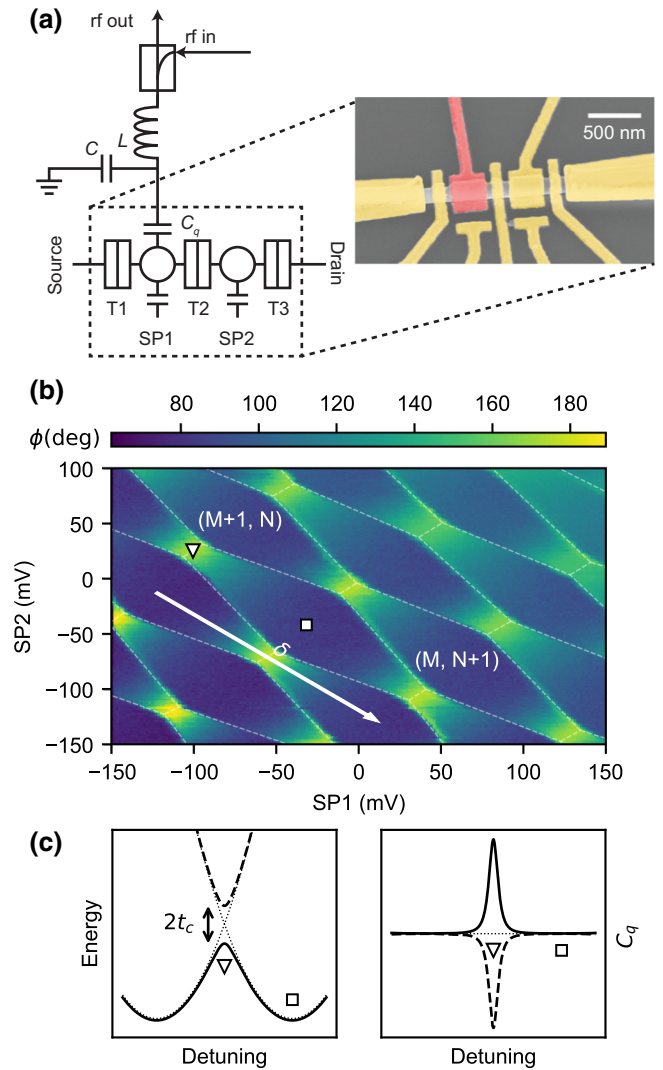 (a)
rf out
rf in
L
C
500 nm
C_q
Source
Drain
T1
T2
T3
SP1
SP2
(b)
80
100
120
140
160
180
ϕ(deg)
100
50
0
−50
−100
−150
SP2 (mV)
(M+1, N)
δ
(M, N+1)
−150
−100
−50
0
50
100
150
SP1 (mV)
(c)
Energy
2t_c
C_q
Detuning
Detuning